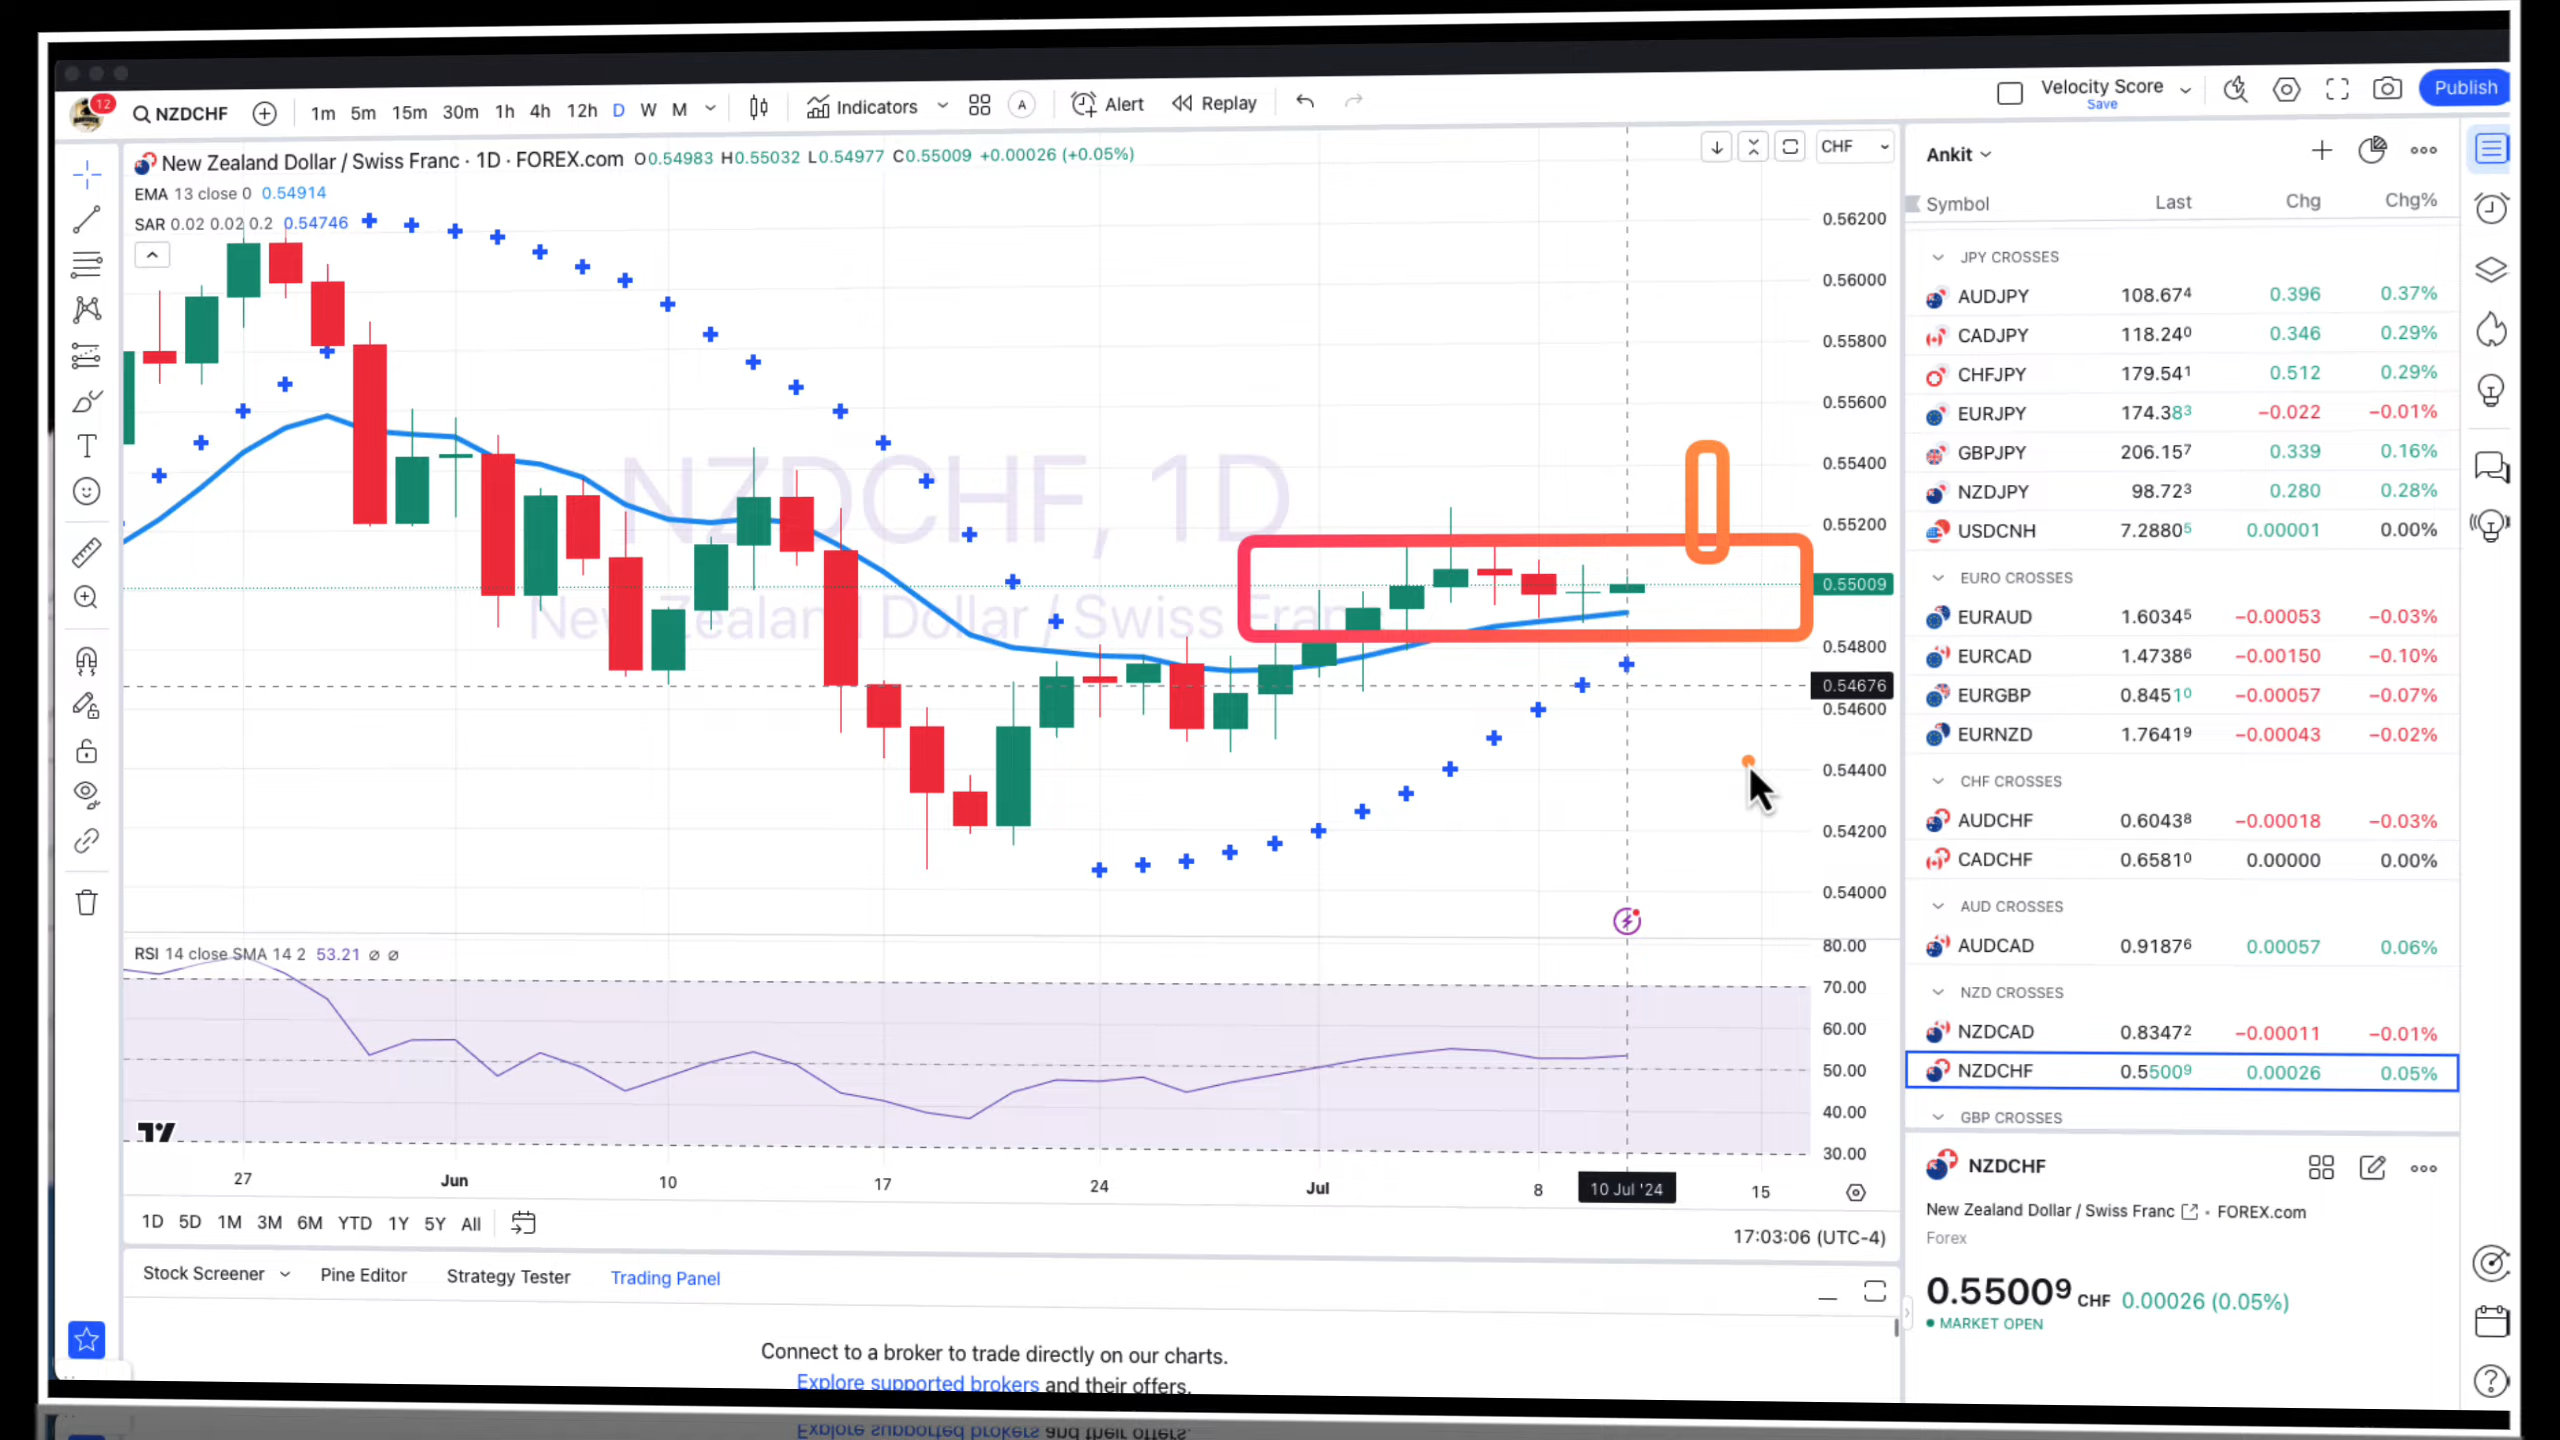 12
NZDCHF
1m 5m 15m 30m 1h 4h 12h D W M
Indicators
A
Alert
Replay
Velocity Score
Save
Publish
New Zealand Dollar / Swiss Franc · 1D · FOREX.com O0.54983 H0.55032 L0.54977 C0.55009 +0.00026 (+0.05%)
CHF
EMA 13 close 0 0.54914
SAR 0.02 0.02 0.2 0.54746
NZDCHF, 1D
New Zealand Dollar / Swiss Franc
0.56200
0.56000
0.55800
0.55600
0.55400
0.55200
0.55009
0.54800
0.54676
0.54600
0.54400
0.54200
0.54000
RSI 14 close SMA 14 2 53.21 ∅ ∅
80.00
70.00
60.00
50.00
40.00
30.00
27 Jun 10 17 24 Jul 8 10 Jul '24 15
1D 5D 1M 3M 6M YTD 1Y 5Y All
17:03:06 (UTC-4)
Stock Screener Pine Editor Strategy Tester Trading Panel
Connect to a broker to trade directly on our charts.
Explore supported brokers and their offers.
Ankit
Symbol Last Chg Chg%
JPY CROSSES
AUDJPY 108.674 0.396 0.37%
CADJPY 118.240 0.346 0.29%
CHFJPY 179.541 0.512 0.29%
EURJPY 174.383 −0.022 −0.01%
GBPJPY 206.157 0.339 0.16%
NZDJPY 98.723 0.280 0.28%
USDCNH 7.28805 0.00001 0.00%
EURO CROSSES
EURAUD 1.60345 −0.00053 −0.03%
EURCAD 1.47386 −0.00150 −0.10%
EURGBP 0.84510 −0.00057 −0.07%
EURNZD 1.76419 −0.00043 −0.02%
CHF CROSSES
AUDCHF 0.60438 −0.00018 −0.03%
CADCHF 0.65810 0.00000 0.00%
AUD CROSSES
AUDCAD 0.91876 0.00057 0.06%
NZD CROSSES
NZDCAD 0.83472 −0.00011 −0.01%
NZDCHF 0.55009 0.00026 0.05%
GBP CROSSES
NZDCHF
New Zealand Dollar / Swiss Franc • FOREX.com
Forex
0.55009 CHF 0.00026 (0.05%)
MARKET OPEN
Explore supported brokers and their offers.